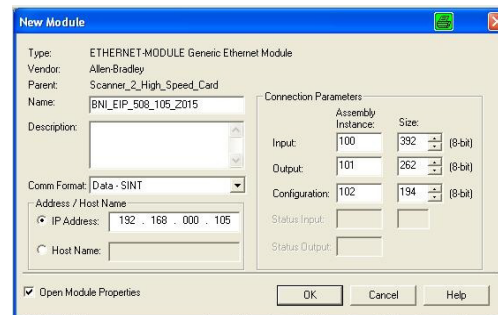 New Module
Type: ETHERNET-MODULE Generic Ethernet Module
Vendor: Allen-Bradley
Parent: Scanner_2_High_Speed_Card
Name: BNI_EIP_508_105_Z015
Description:
Comm Format: Data - SINT
Address / Host Name
IP Address: 192 . 168 . 000 . 105
Host Name:
Connection Parameters
Assembly Instance: Size:
Input: 100 392 (8-bit)
Output: 101 262 (8-bit)
Configuration: 102 194 (8-bit)
Status Input:
Status Output:
Open Module Properties OK Cancel Help